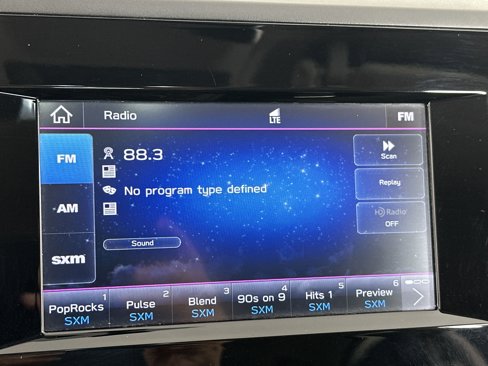 Radio
LTE
FM
FM
88.3
Scan
AM
No program type defined
Replay
HD Radio
OFF
sxm
Sound
1
PopRocks
SXM
2
Pulse
SXM
3
Blend
SXM
4
90s on 9
SXM
5
Hits 1
SXM
6
Preview
SXM